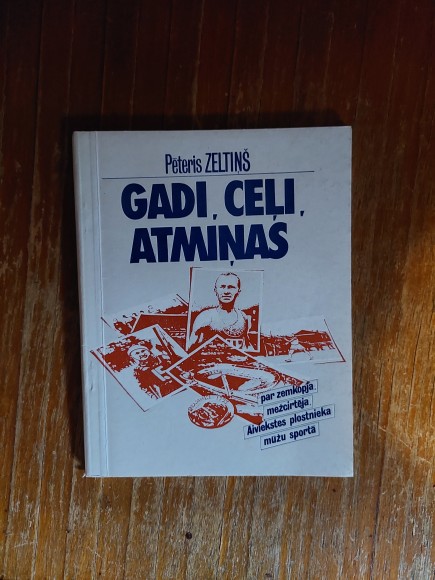 Pēteris ZELTIŅŠ
GADI, CEĻI,
ATMIŅAS
par zemkopja
mežcirtēja
Aiviekstes plostnieka
mūžu sportā